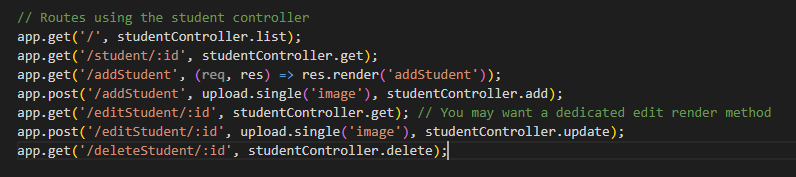 // Routes using the student controller
app.get('/', studentController.list);
app.get('/student/:id', studentController.get);
app.get('/addStudent', (req, res) => res.render('addStudent'));
app.post('/addStudent', upload.single('image'), studentController.add);
app.get('/editStudent/:id', studentController.get); // You may want a dedicated edit render method
app.post('/editStudent/:id', upload.single('image'), studentController.update);
app.get('/deleteStudent/:id', studentController.delete);